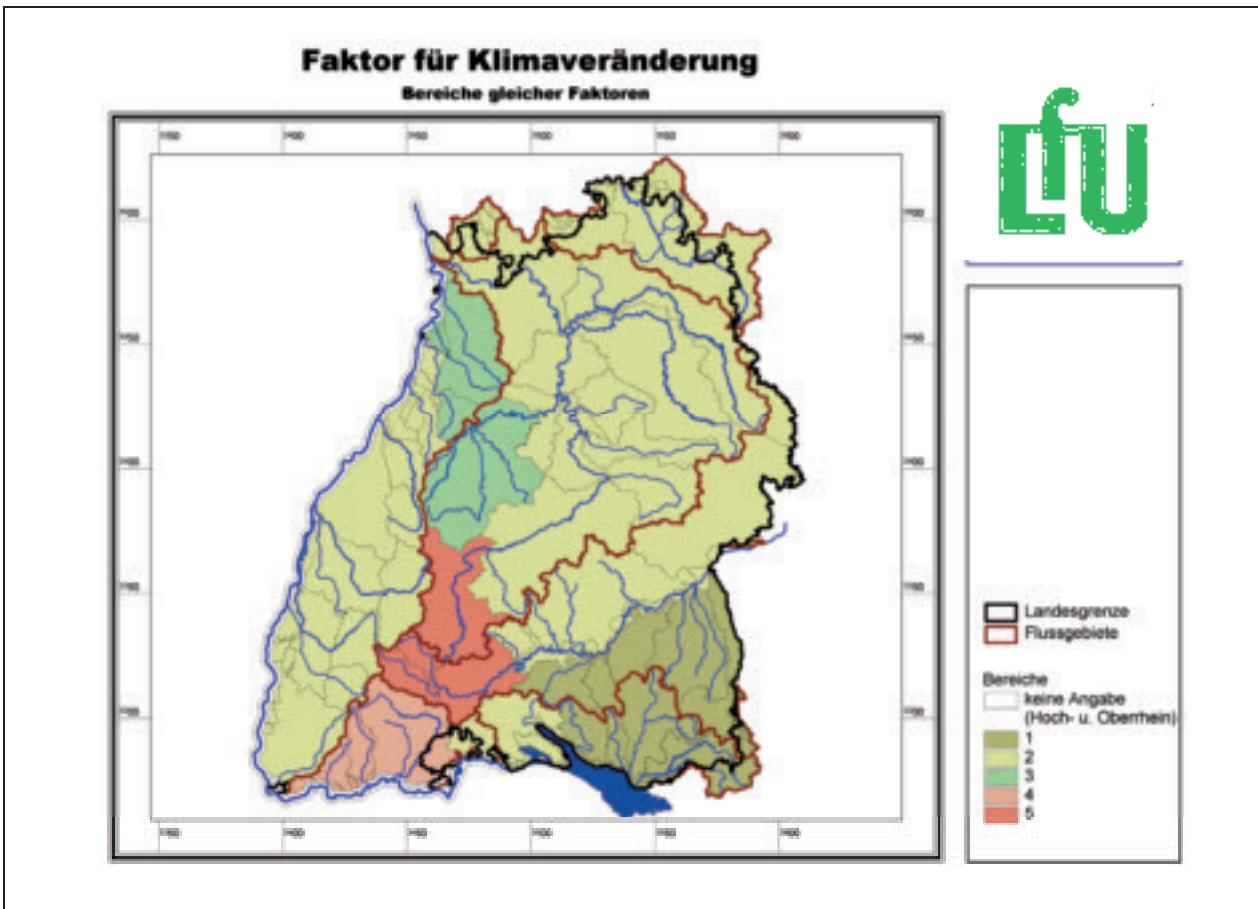 Faktor für Klimaveränderung
Bereiche gleicher Faktoren
LfU
Landesgrenze
Flussgebiete
Bereiche
keine Angabe
(Hoch- u. Oberrhein)
1
2
3
4
5